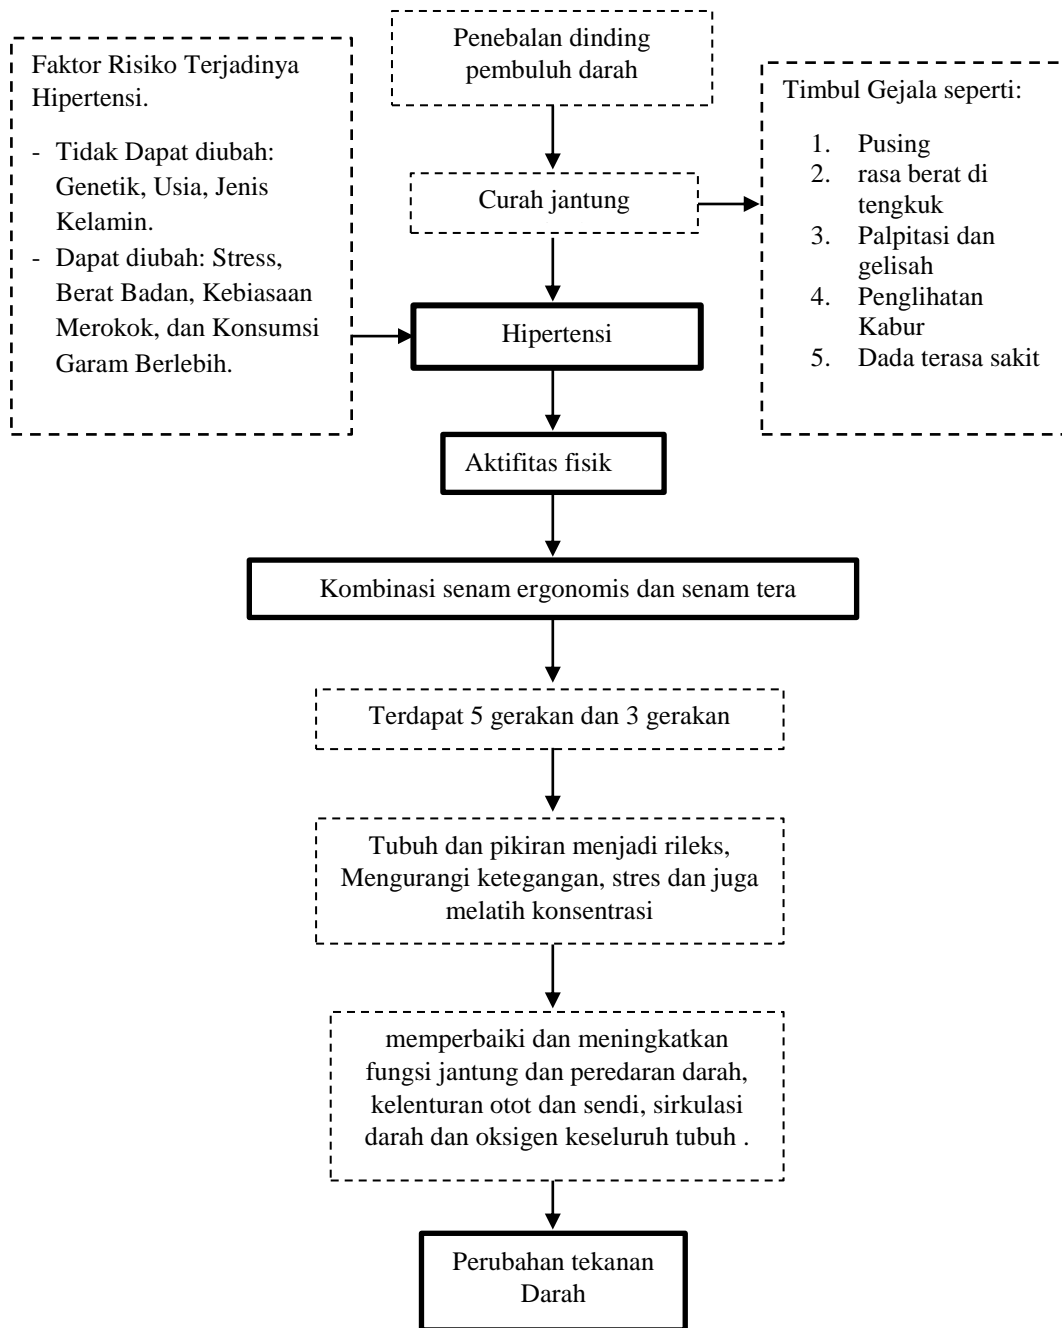 Penebalan dinding
pembuluh darah
Faktor Risiko Terjadinya
Hipertensi.
- Tidak Dapat diubah:
Genetik, Usia, Jenis
Kelamin.
- Dapat diubah: Stress,
Berat Badan, Kebiasaan
Merokok, dan Konsumsi
Garam Berlebih.
Timbul Gejala seperti:
1. Pusing
2. rasa berat di
tengkuk
3. Palpitasi dan
gelisah
4. Penglihatan
Kabur
5. Dada terasa sakit
Curah jantung
Hipertensi
Aktifitas fisik
Kombinasi senam ergonomis dan senam tera
Terdapat 5 gerakan dan 3 gerakan
Tubuh dan pikiran menjadi rileks,
Mengurangi ketegangan, stres dan juga
melatih konsentrasi
memperbaiki dan meningkatkan
fungsi jantung dan peredaran darah,
kelenturan otot dan sendi, sirkulasi
darah dan oksigen keseluruh tubuh .
Perubahan tekanan
Darah